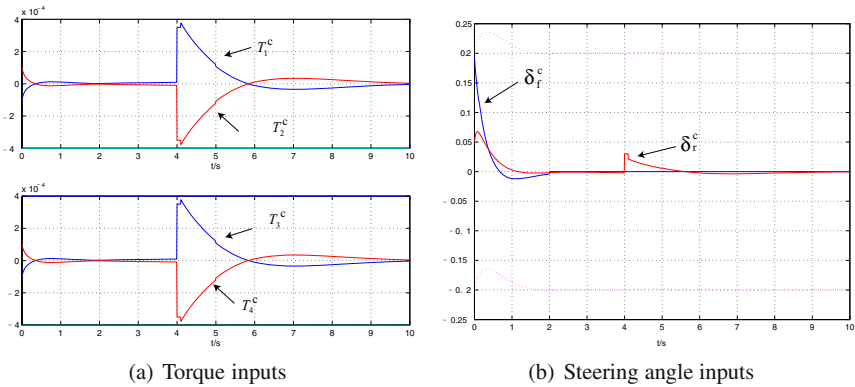 x 10⁻⁴
4
2
0
− 2
− 4
0 1 2 3 4 5 6 7 8 9 10
t/s
T₁ᶜ
T₂ᶜ
x 10⁻⁴
4
2
0
− 2
− 4
0 1 2 3 4 5 6 7 8 9 10
t/s
T₃ᶜ
T₄ᶜ
(a) Torque inputs
0.25
0.2
0.15
0.1
0.05
0
− 0.05
− 0. 1
− 0.15
− 0. 2
− 0.25
0 1 2 3 4 5 6 7 8 9 10
t/s
δ_f^c
δ_r^c
(b) Steering angle inputs